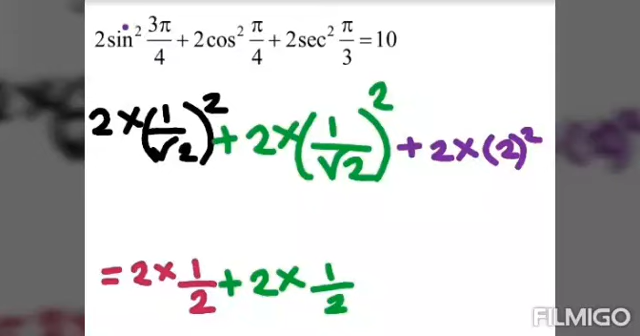 2sin² 3π/4 + 2cos² π/4 + 2sec² π/3 = 10
2×(1/√2)² + 2×(1/√2)² + 2×(2)²
= 2×1/2 + 2×1/2
FILMIGO